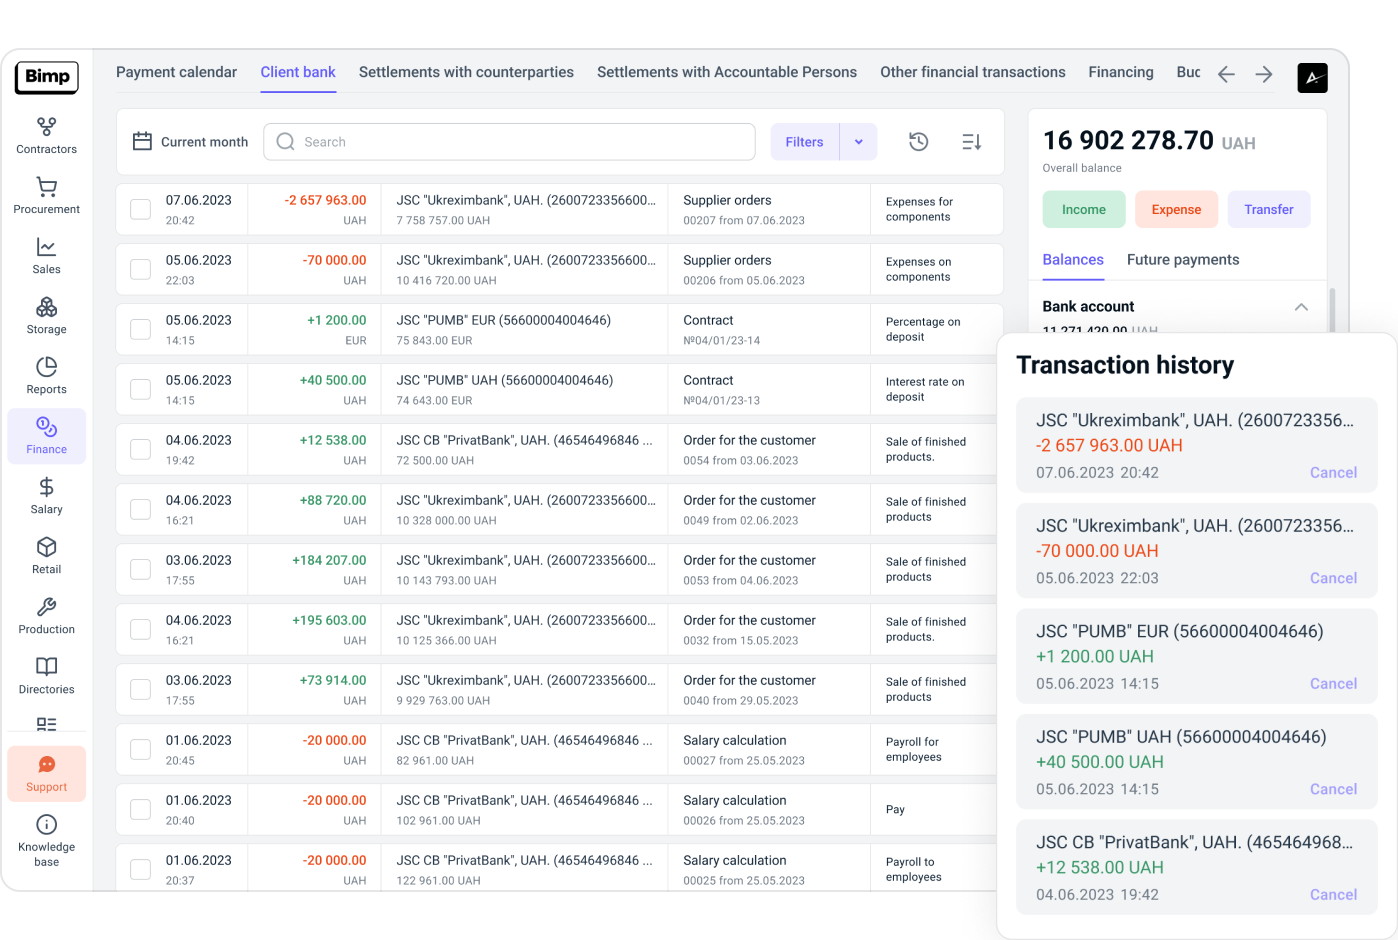 Bimp
Contractors
Procurement
Sales
Storage
Reports
Finance
Salary
Retail
Production
Directories
Support
Knowledge
base
Payment calendar
Client bank
Settlements with counterparties
Settlements with Accountable Persons
Other financial transactions
Financing
Buc
Current month
Search
Filters
07.06.2023 -2 657 963.00 JSC "Ukreximbank", UAH. (2600723356600... Supplier orders Expenses for
20:42 UAH 7 758 757.00 UAH 00207 from 07.06.2023 components
05.06.2023 -70 000.00 JSC "Ukreximbank", UAH. (2600723356600... Supplier orders Expenses on
22:03 UAH 10 416 720.00 UAH 00206 from 05.06.2023 components
05.06.2023 +1 200.00 JSC "PUMB" EUR (56600004004646) Contract Percentage on
14:15 EUR 75 843.00 EUR №04/01/23-14 deposit
05.06.2023 +40 500.00 JSC "PUMB" UAH (56600004004646) Contract Interest rate on
14:15 UAH 74 643.00 EUR №04/01/23-13 deposit
04.06.2023 +12 538.00 JSC CB "PrivatBank", UAH. (46546496846 ... Order for the customer Sale of finished
19:42 UAH 72 500.00 UAH 0054 from 03.06.2023 products.
04.06.2023 +88 720.00 JSC "Ukreximbank", UAH. (2600723356600... Order for the customer Sale of finished
16:21 UAH 10 328 000.00 UAH 0049 from 02.06.2023 products
03.06.2023 +184 207.00 JSC "Ukreximbank", UAH. (2600723356600... Order for the customer Sale of finished
17:55 UAH 10 143 793.00 UAH 0053 from 04.06.2023 products
04.06.2023 +195 603.00 JSC "Ukreximbank", UAH. (2600723356600... Order for the customer Sale of finished
16:21 UAH 10 125 366.00 UAH 0032 from 15.05.2023 products.
03.06.2023 +73 914.00 JSC "Ukreximbank", UAH. (2600723356600... Order for the customer Sale of finished
17:55 UAH 9 929 763.00 UAH 0040 from 29.05.2023 products
01.06.2023 -20 000.00 JSC CB "PrivatBank", UAH. (46546496846 ... Salary calculation Payroll for
20:45 UAH 82 961.00 UAH 00027 from 25.05.2023 employees
01.06.2023 -20 000.00 JSC CB "PrivatBank", UAH. (46546496846 ... Salary calculation Pay
20:40 UAH 102 961.00 UAH 00026 from 25.05.2023
01.06.2023 -20 000.00 JSC CB "PrivatBank", UAH. (46546496846 ... Salary calculation Payroll to
20:37 UAH 122 961.00 UAH 00025 from 25.05.2023 employees
16 902 278.70 UAH
Overall balance
Income
Expense
Transfer
Balances
Future payments
Bank account
11 271 420.00 UAH
Transaction history
JSC "Ukreximbank", UAH. (2600723356...
-2 657 963.00 UAH
07.06.2023 20:42 Cancel
JSC "Ukreximbank", UAH. (2600723356...
-70 000.00 UAH
05.06.2023 22:03 Cancel
JSC "PUMB" EUR (56600004004646)
+1 200.00 UAH
05.06.2023 14:15 Cancel
JSC "PUMB" UAH (56600004004646)
+40 500.00 UAH
05.06.2023 14:15 Cancel
JSC CB "PrivatBank", UAH. (465464968...
+12 538.00 UAH
04.06.2023 19:42 Cancel